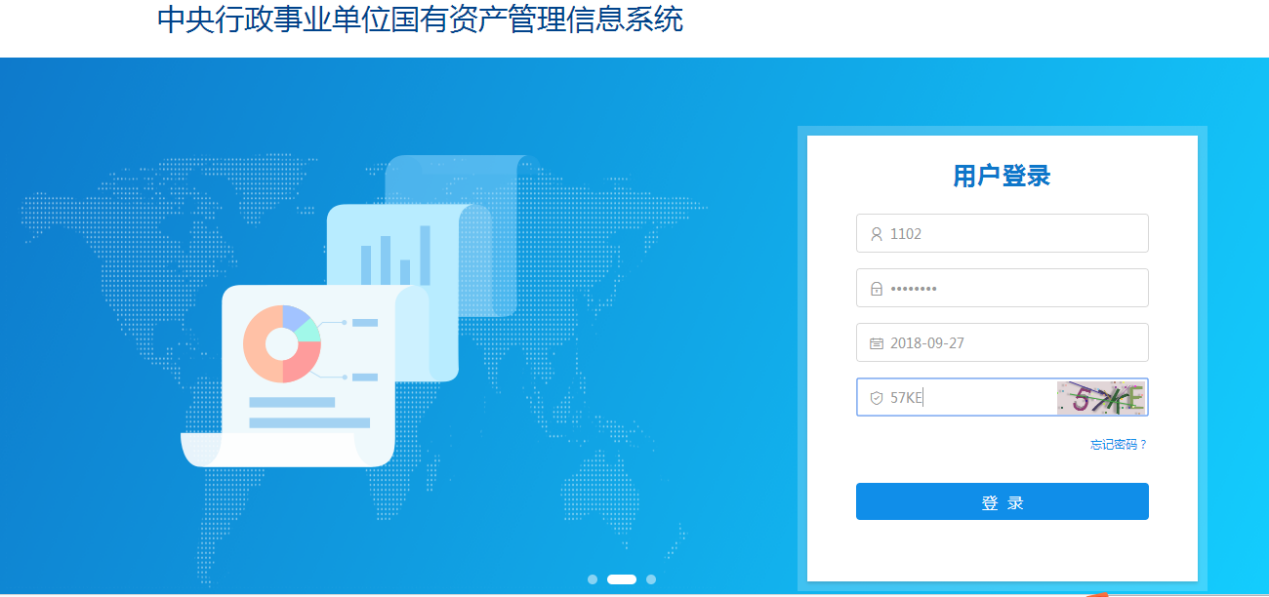 中央行政事业单位国有资产管理信息系统
用户登录
1102
••••••••
2018-09-27
57KE 57KE
忘记密码？
登 录